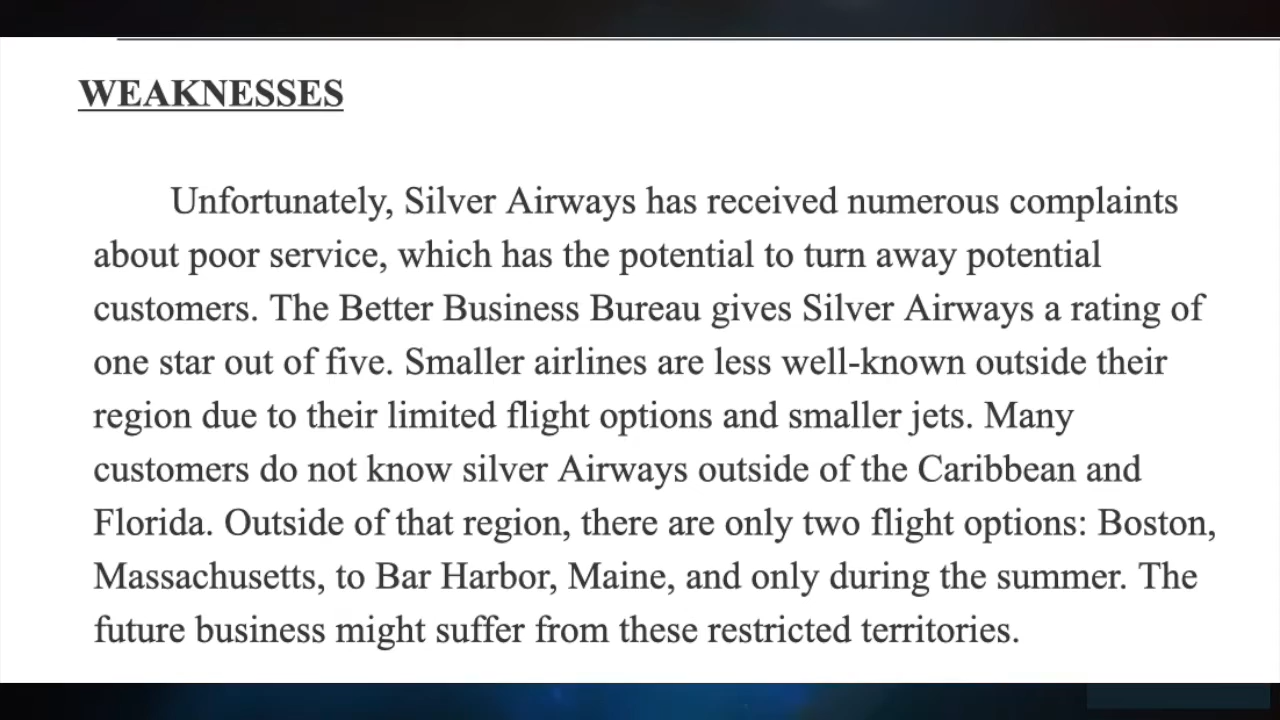 WEAKNESSES
Unfortunately, Silver Airways has received numerous complaints
about poor service, which has the potential to turn away potential
customers. The Better Business Bureau gives Silver Airways a rating of
one star out of five. Smaller airlines are less well-known outside their
region due to their limited flight options and smaller jets. Many
customers do not know silver Airways outside of the Caribbean and
Florida. Outside of that region, there are only two flight options: Boston,
Massachusetts, to Bar Harbor, Maine, and only during the summer. The
future business might suffer from these restricted territories.